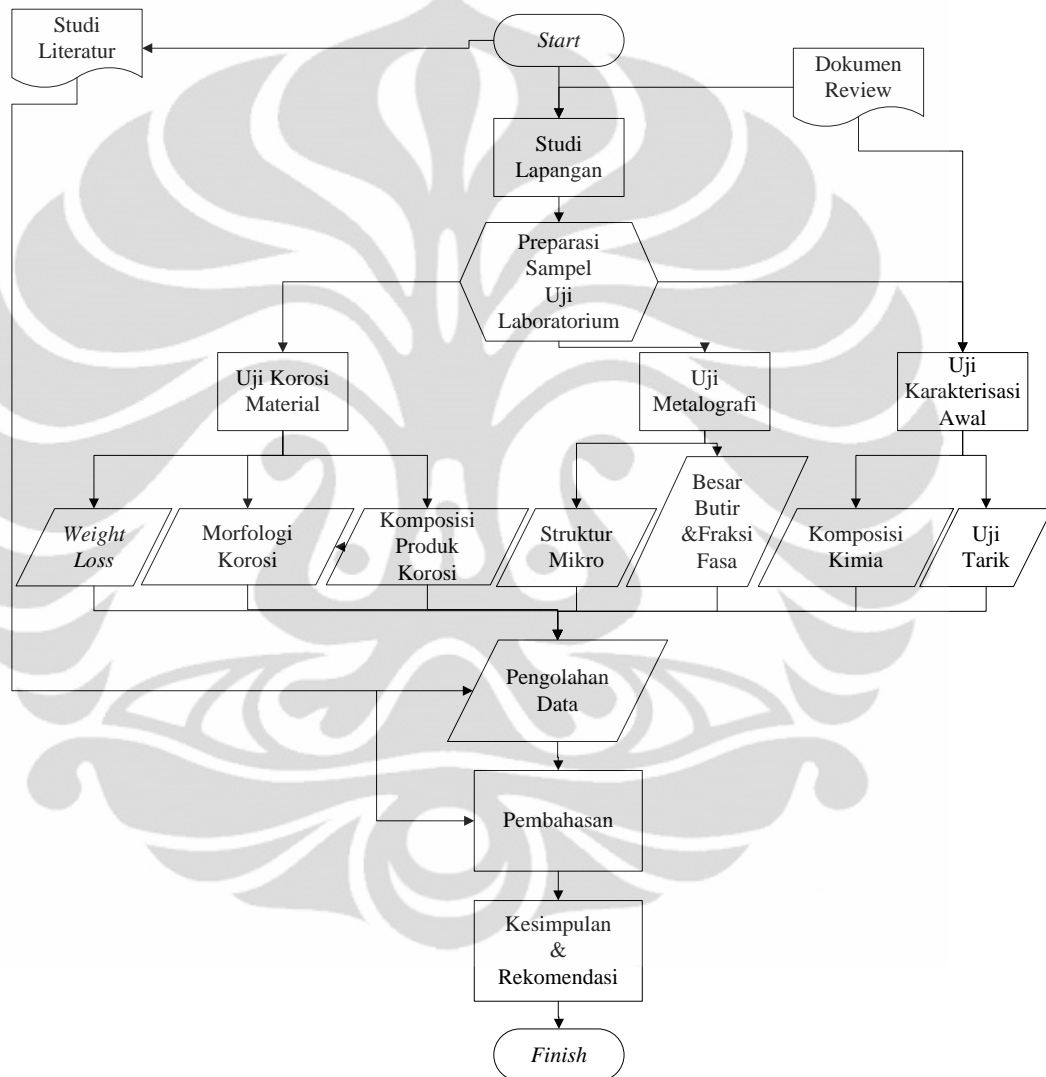 Studi
Literatur
Start
Dokumen
Review
Studi
Lapangan
Preparasi
Sampel
Uji
Laboratorium
Uji Korosi
Material
Uji
Metalografi
Uji
Karakterisasi
Awal
Weight
Loss
Morfologi
Korosi
Komposisi
Produk
Korosi
Struktur
Mikro
Besar
Butir
&Fraksi
Fasa
Komposisi
Kimia
Uji
Tarik
Pengolahan
Data
Pembahasan
Kesimpulan
&
Rekomendasi
Finish